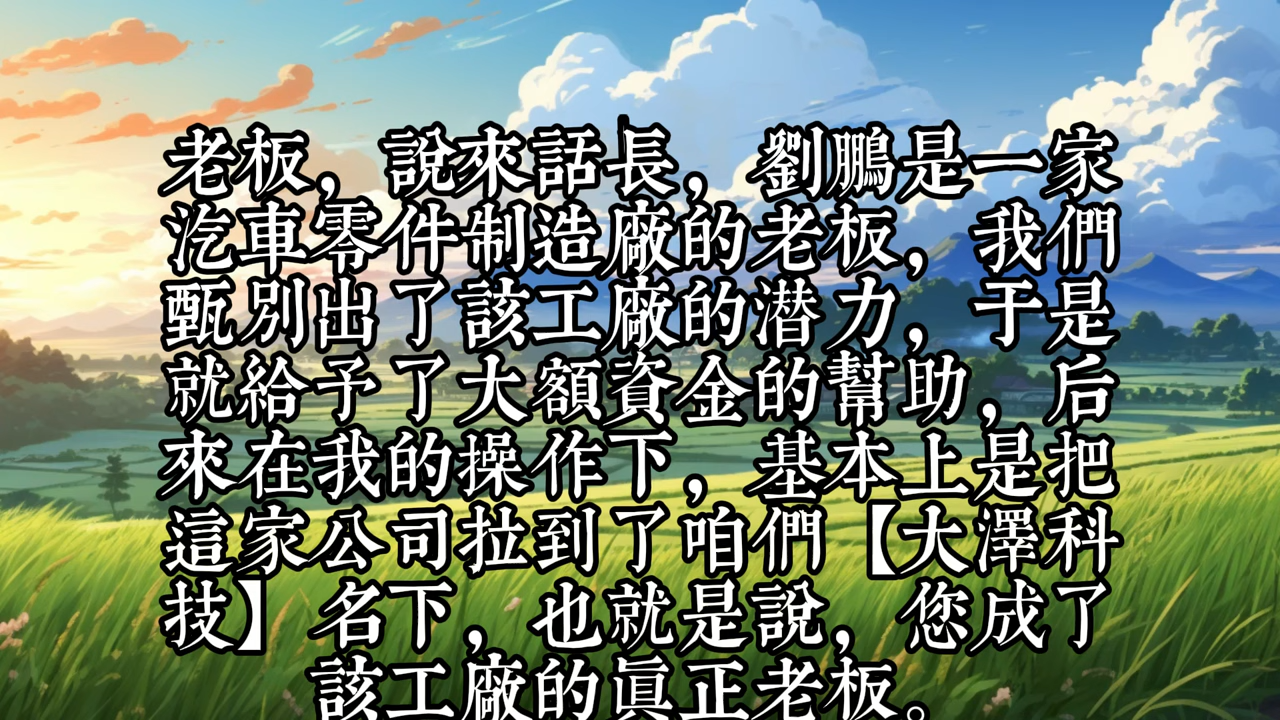 老板，說來話長，劉鵬是一家
汽車零件制造廠的老板，我們
甄别出了該工廠的潜力，于是
就給予了大額資金的幫助，后
來在我的操作下，基本上是把
這家公司拉到了咱們【大澤科
技】名下，也就是說，您成了
該工廠的眞正老板。